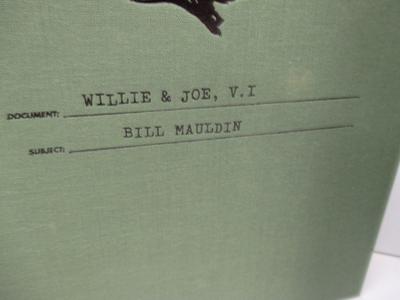 DOCUMENT: WILLIE & JOE, V.I
SUBJECT: BILL MAULDIN